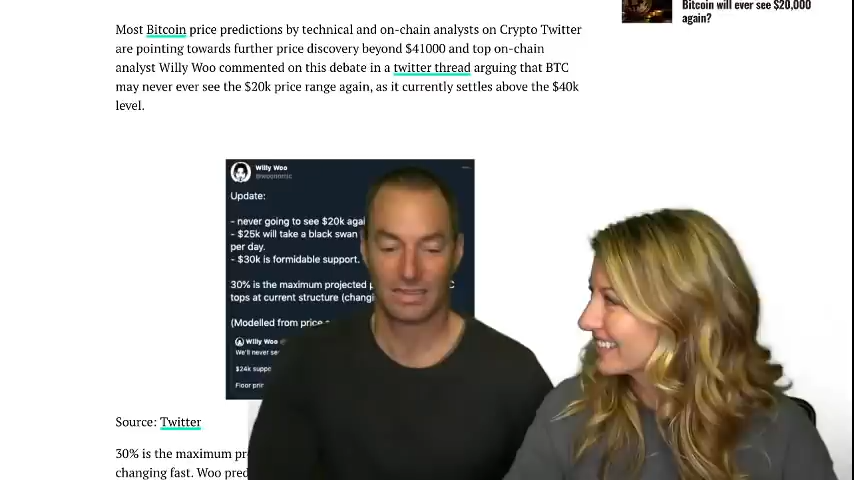 Bitcoin will ever see $20,000
again?
Most Bitcoin price predictions by technical and on-chain analysts on Crypto Twitter
are pointing towards further price discovery beyond $41000 and top on-chain
analyst Willy Woo commented on this debate in a twitter thread arguing that BTC
may never ever see the $20k price range again, as it currently settles above the $40k
level.
Willy Woo
@woonomic
Update:
- never going to see $20k agai
- $25k will take a black swan
per day.
- $30k is formidable support.
30% is the maximum projected p C
tops at current structure (changi
(Modelled from price
Willy Woo
We'll never se
$24k suppo
Floor pri
Source: Twitter
30% is the maximum pr
changing fast. Woo pred